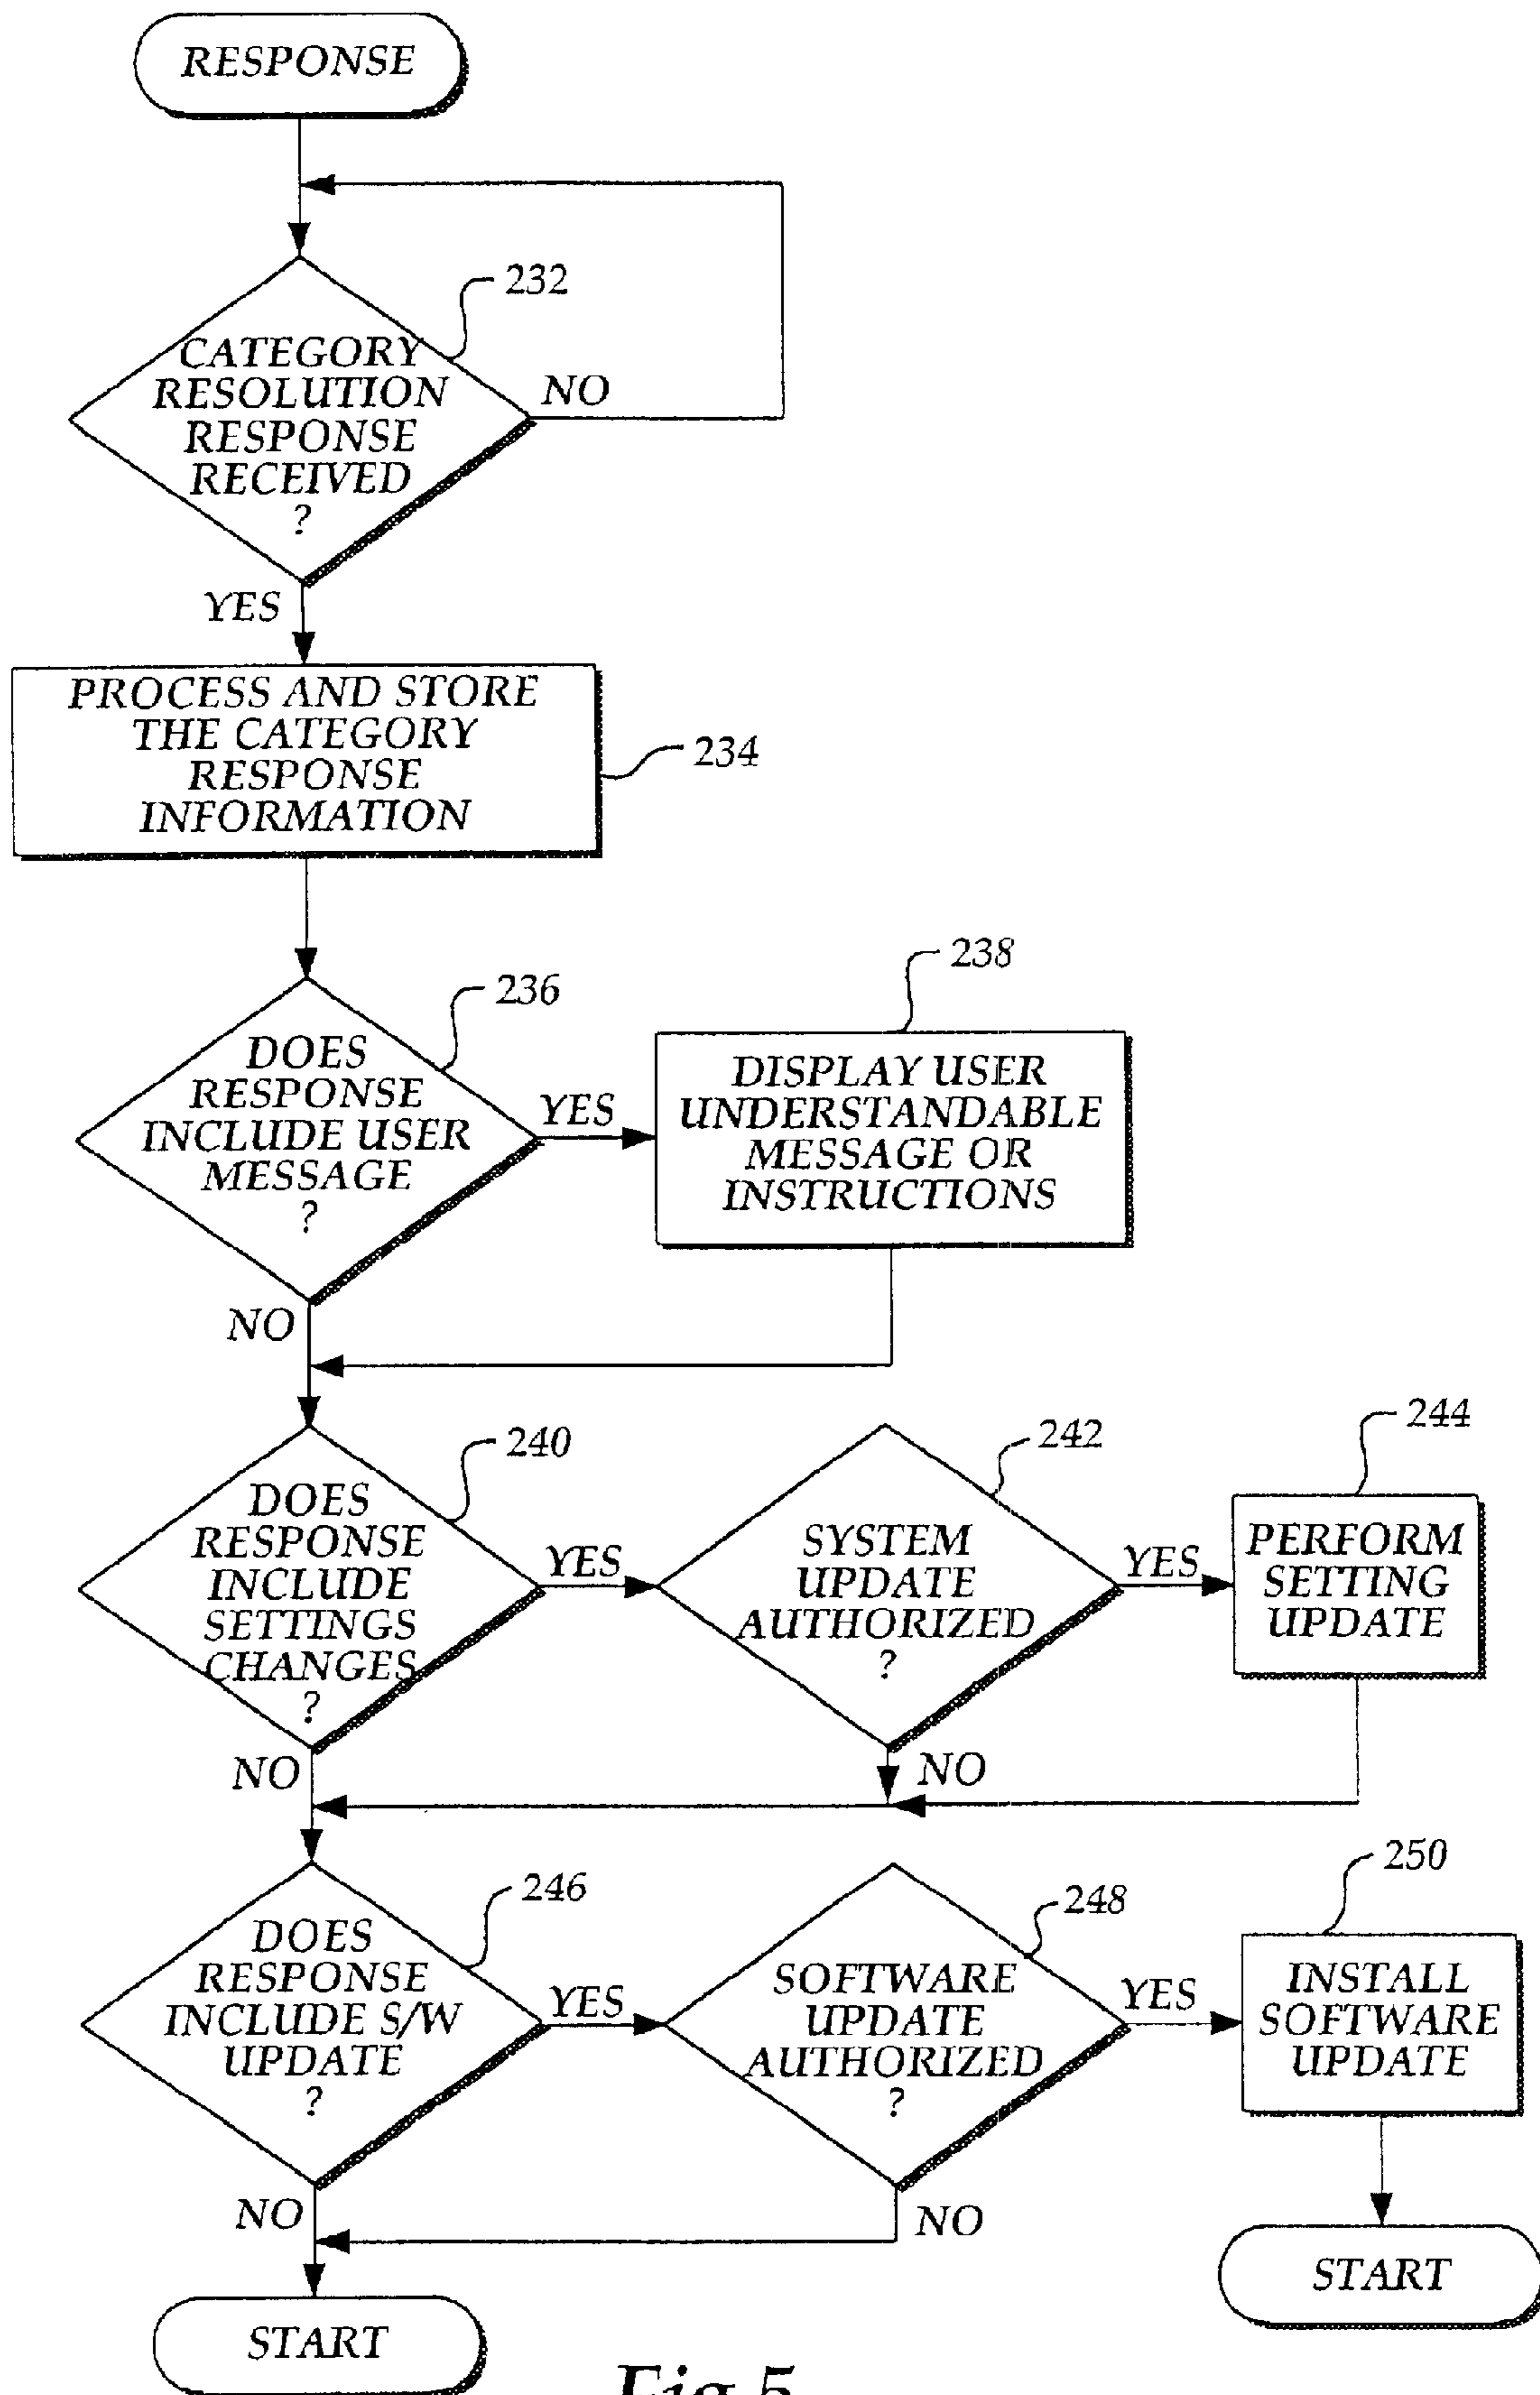 RESPONSE
232
CATEGORY
RESOLUTION
RESPONSE
RECEIVED
?
NO
YES
PROCESS AND STORE
THE CATEGORY
RESPONSE
INFORMATION
234
236
DOES
RESPONSE
INCLUDE USER
MESSAGE
?
YES
NO
238
DISPLAY USER
UNDERSTANDABLE
MESSAGE OR
INSTRUCTIONS
240
DOES
RESPONSE
INCLUDE
SETTINGS
CHANGES
?
YES
NO
242
SYSTEM
UPDATE
AUTHORIZED
?
YES
NO
244
PERFORM
SETTING
UPDATE
246
DOES
RESPONSE
INCLUDE S/W
UPDATE
?
YES
NO
248
SOFTWARE
UPDATE
AUTHORIZED
?
YES
NO
250
INSTALL
SOFTWARE
UPDATE
START
START
Fig.5